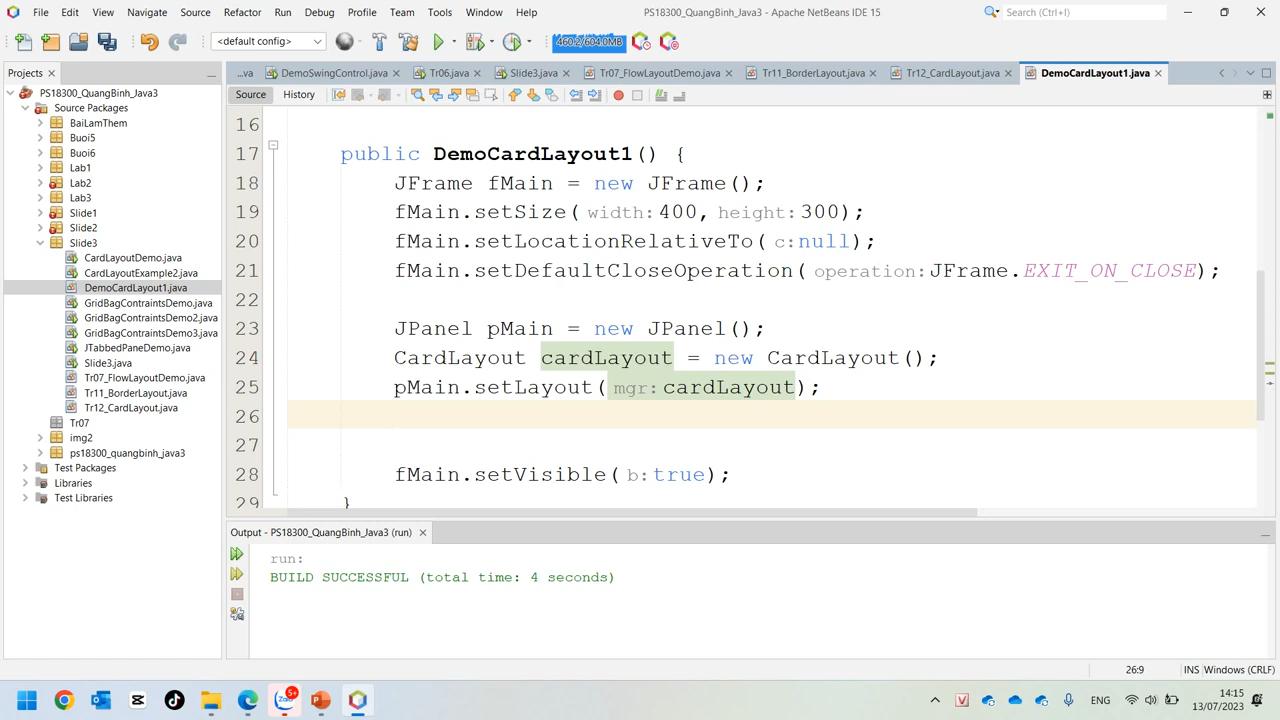 File Edit View Navigate Source Refactor Run Debug Profile Team Tools Window Help PS18300_QuangBinh_Java3 - Apache NetBeans IDE 15 Search (Ctrl+I)
<default config> 460.2/604.0MB
Projects ...va DemoSwingControl.java Tr06.java Slide3.java Tr07_FlowLayoutDemo.java Tr11_BorderLayout.java Tr12_CardLayout.java DemoCardLayout1.java
Source History
PS18300_QuangBinh_Java3
Source Packages
BaiLamThem
Buoi5
Buoi6
Lab1
Lab2
Lab3
Slide1
Slide2
Slide3
CardLayoutDemo.java
CardLayoutExample2.java
DemoCardLayout1.java
GridBagContraintsDemo.java
GridBagContraintsDemo2.java
GridBagContraintsDemo3.java
JTabbedPaneDemo.java
Slide3.java
Tr07_FlowLayoutDemo.java
Tr11_BorderLayout.java
Tr12_CardLayout.java
Tr07
img2
ps18300_quangbinh_java3
Test Packages
Libraries
Test Libraries
16
17 public DemoCardLayout1() {
18 JFrame fMain = new JFrame();
19 fMain.setSize(width:400,height:300);
20 fMain.setLocationRelativeTo(c:null);
21 fMain.setDefaultCloseOperation(operation:JFrame.EXIT_ON_CLOSE);
22
23 JPanel pMain = new JPanel();
24 CardLayout cardLayout = new CardLayout();
25 pMain.setLayout(mgr:cardLayout);
26
27
28 fMain.setVisible(b:true);
29 }
Output - PS18300_QuangBinh_Java3 (run)
run:
BUILD SUCCESSFUL (total time: 4 seconds)
26:9 INS Windows (CRLF)
5+ ENG 14:15
13/07/2023